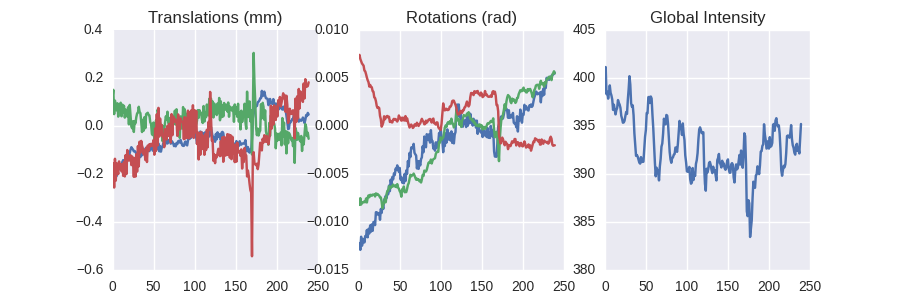 Translations (mm) Rotations (rad) Global Intensity
0.4 0.010 405
0.2 0.005 400
0.0 0.000 395
−0.2 −0.005 390
−0.4 −0.010 385
−0.6 −0.015 380
0 50 100 150 200 250 0 50 100 150 200 250 0 50 100 150 200 250